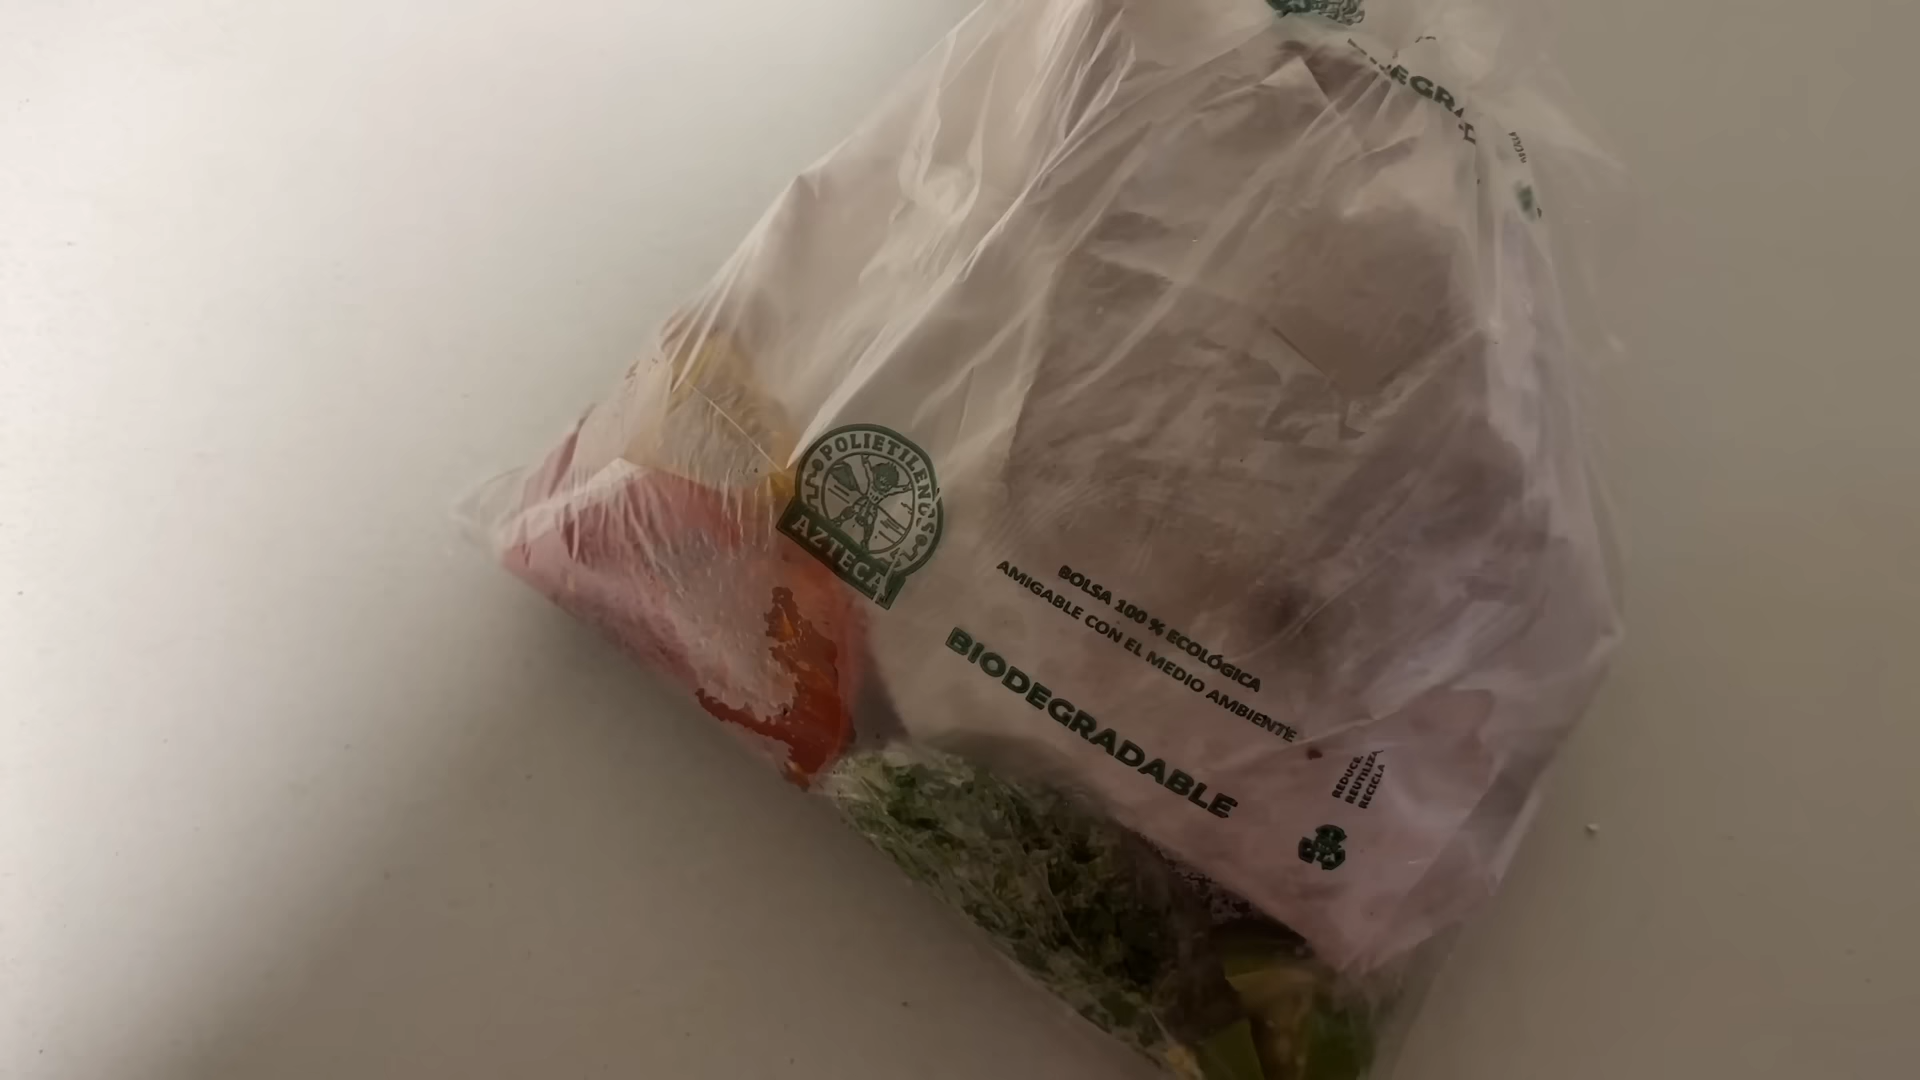 POLIETILENOS
AZTECA
BOLSA 100 % ECOLÓGICA
AMIGABLE CON EL MEDIO AMBIENTE
BIODEGRADABLE
REDUCE,
REUTILIZA,
RECICLA